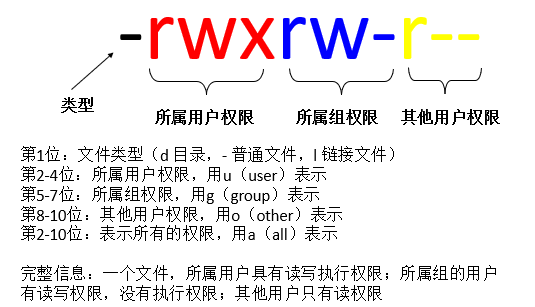 -rwxrw-r--
类型
所属用户权限 所属组权限 其他用户权限
第1位：文件类型（d 目录，- 普通文件，l 链接文件）
第2-4位：所属用户权限，用u（user）表示
第5-7位：所属组权限，用g（group）表示
第8-10位：其他用户权限，用o（other）表示
第2-10位：表示所有的权限，用a（all）表示
完整信息：一个文件，所属用户具有读写执行权限；所属组的用户
有读写权限，没有执行权限；其他用户只有读权限